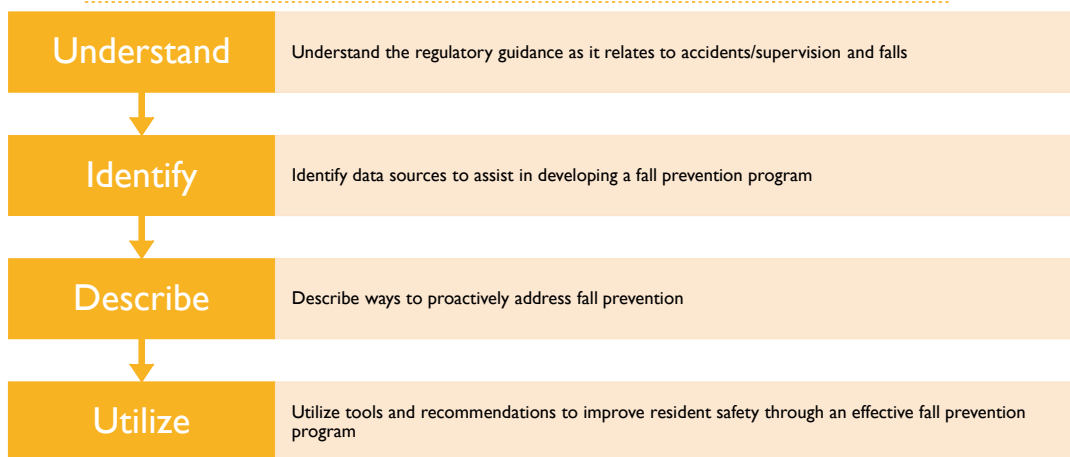 Understand
Understand the regulatory guidance as it relates to accidents/supervision and falls
Identify
Identify data sources to assist in developing a fall prevention program
Describe
Describe ways to proactively address fall prevention
Utilize
Utilize tools and recommendations to improve resident safety through an effective fall prevention
program